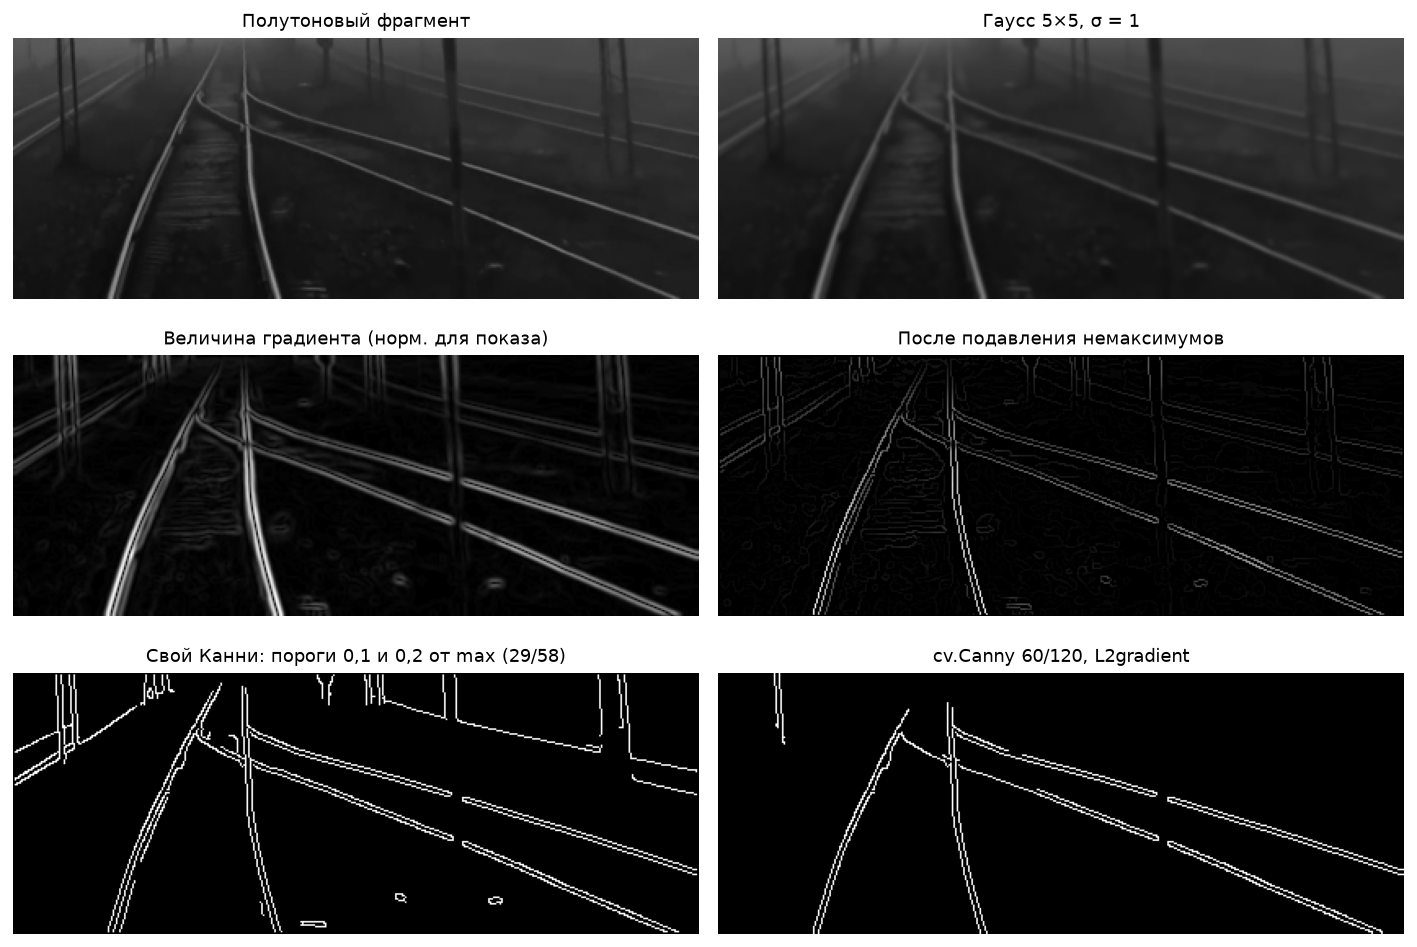 Полутоновый фрагмент
Гаусс 5×5, σ = 1
Величина градиента (норм. для показа)
После подавления немаксимумов
Свой Канни: пороги 0,1 и 0,2 от max (29/58)
cv.Canny 60/120, L2gradient